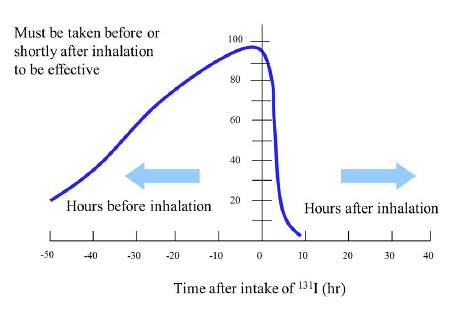 Must be taken before or
shortly after inhalation
to be effective
100
80
60
40
20
Hours before inhalation
Hours after inhalation
-50 -40 -30 -20 -10 0 10 20 30 40
Time after intake of ¹³¹I (hr)